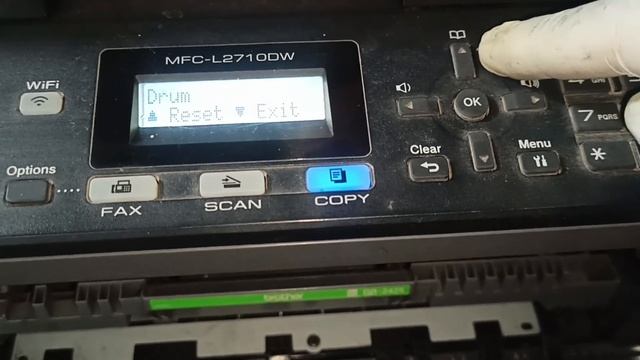 MFC-L2710DW
WiFi
Drum
▲ Reset ▼ Exit
OK
7 PQRS
Clear
Menu
*
Options
FAX
SCAN
COPY
brother